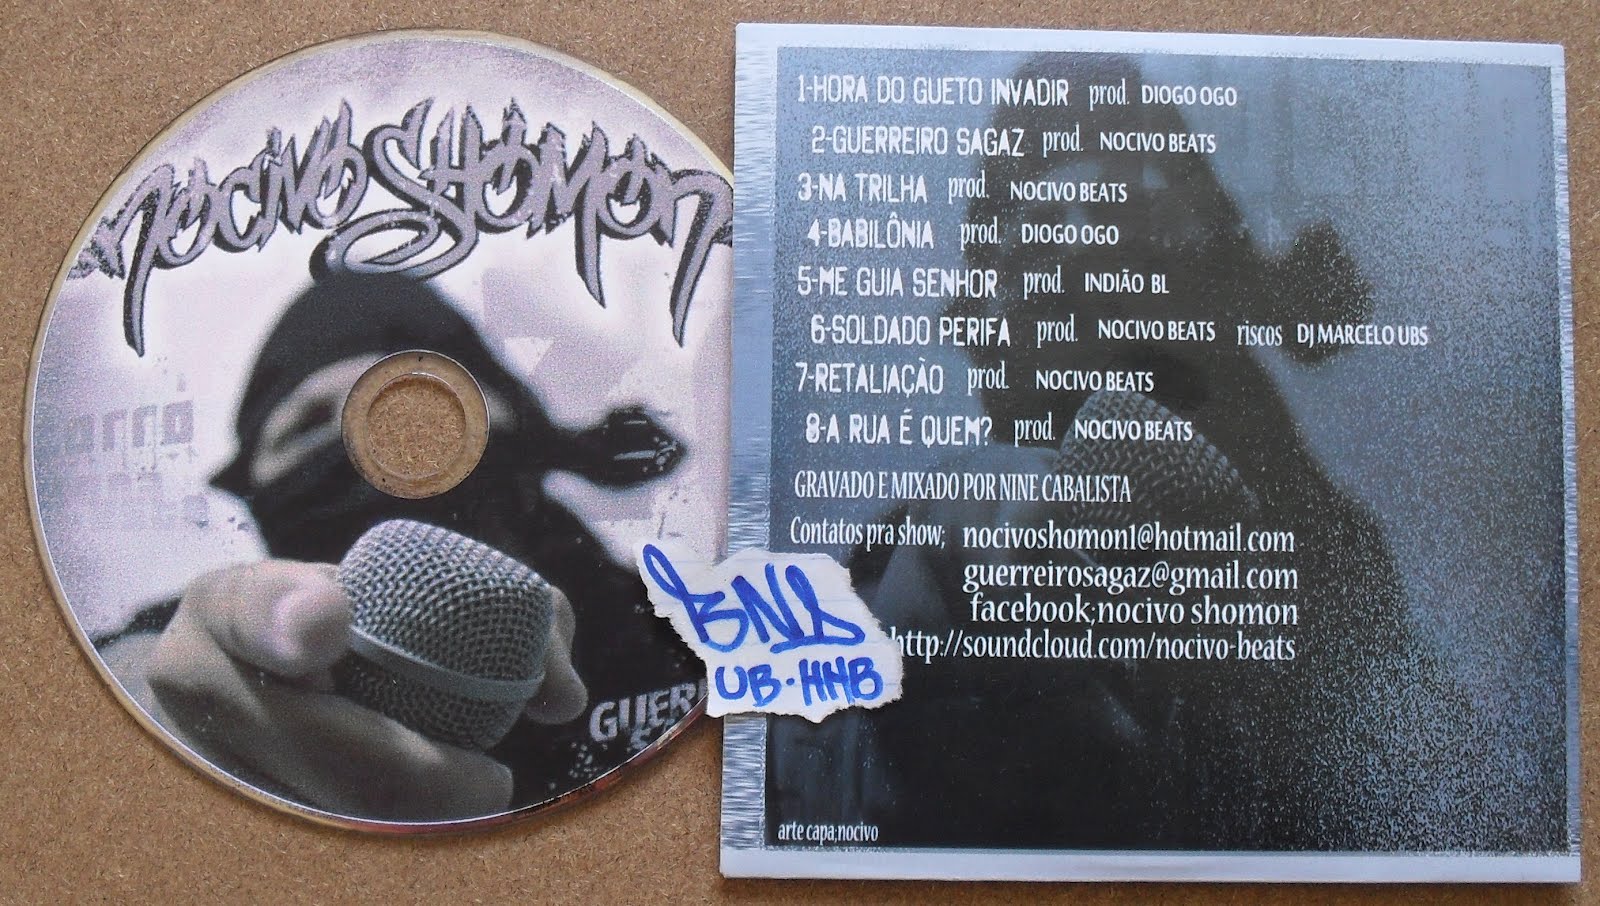 NOCIVO SHOMON
1-HORA DO GUETO INVADIR prod. DIOGO OGO
2-GUERREIRO SAGAZ prod. NOCIVO BEATS
3-NA TRILHA prod. NOCIVO BEATS
4-BABILÔNIA prod. DIOGO OGO
5-ME GUIA SENHOR prod. INDIÃO BL
6-SOLDADO PERIFA prod. NOCIVO BEATS riscos DJ MARCELO UBS
7-RETALIAÇÃO prod. NOCIVO BEATS
8-A RUA É QUEM? prod. NOCIVO BEATS
GRAVADO E MIXADO POR NINE CABALISTA
Contatos pra show; nocivoshomon1@hotmail.com
guerreirosagaz@gmail.com
facebook;nocivo shomon
http://soundcloud.com/nocivo-beats
UB-HHB
arte capa;nocivo